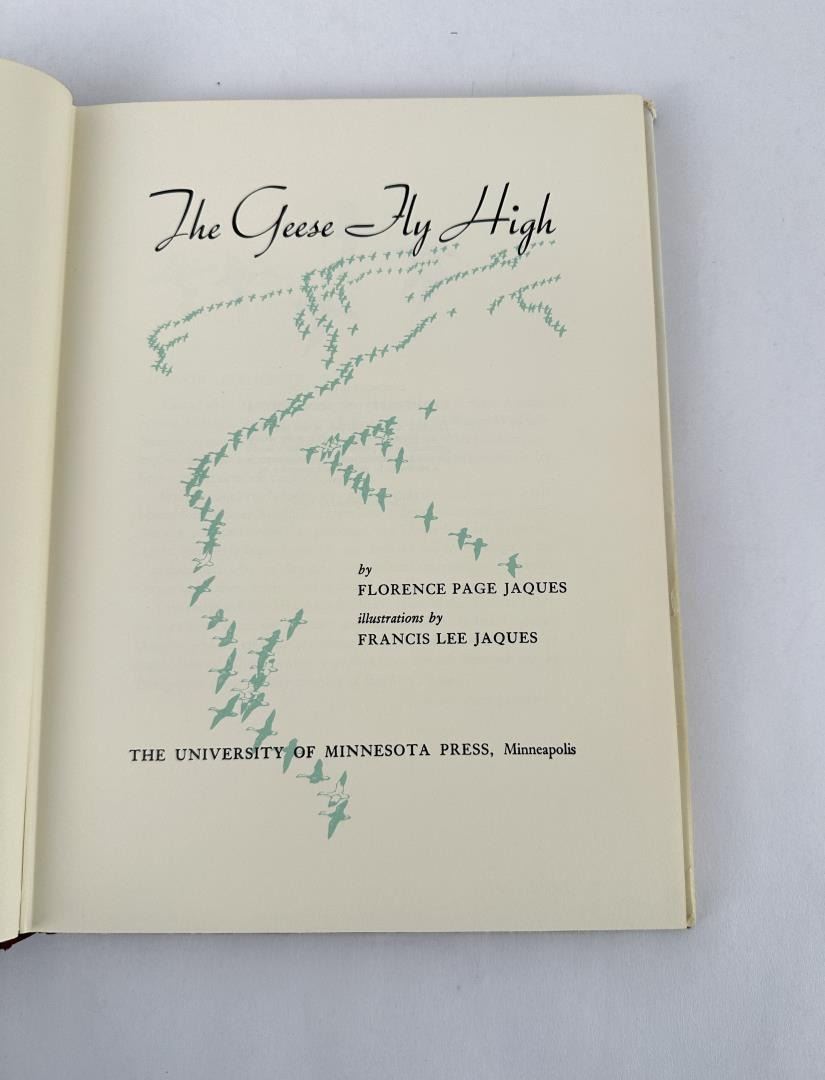 The Geese Fly High
by
FLORENCE PAGE JAQUES
illustrations by
FRANCIS LEE JAQUES
THE UNIVERSITY OF MINNESOTA PRESS, Minneapolis